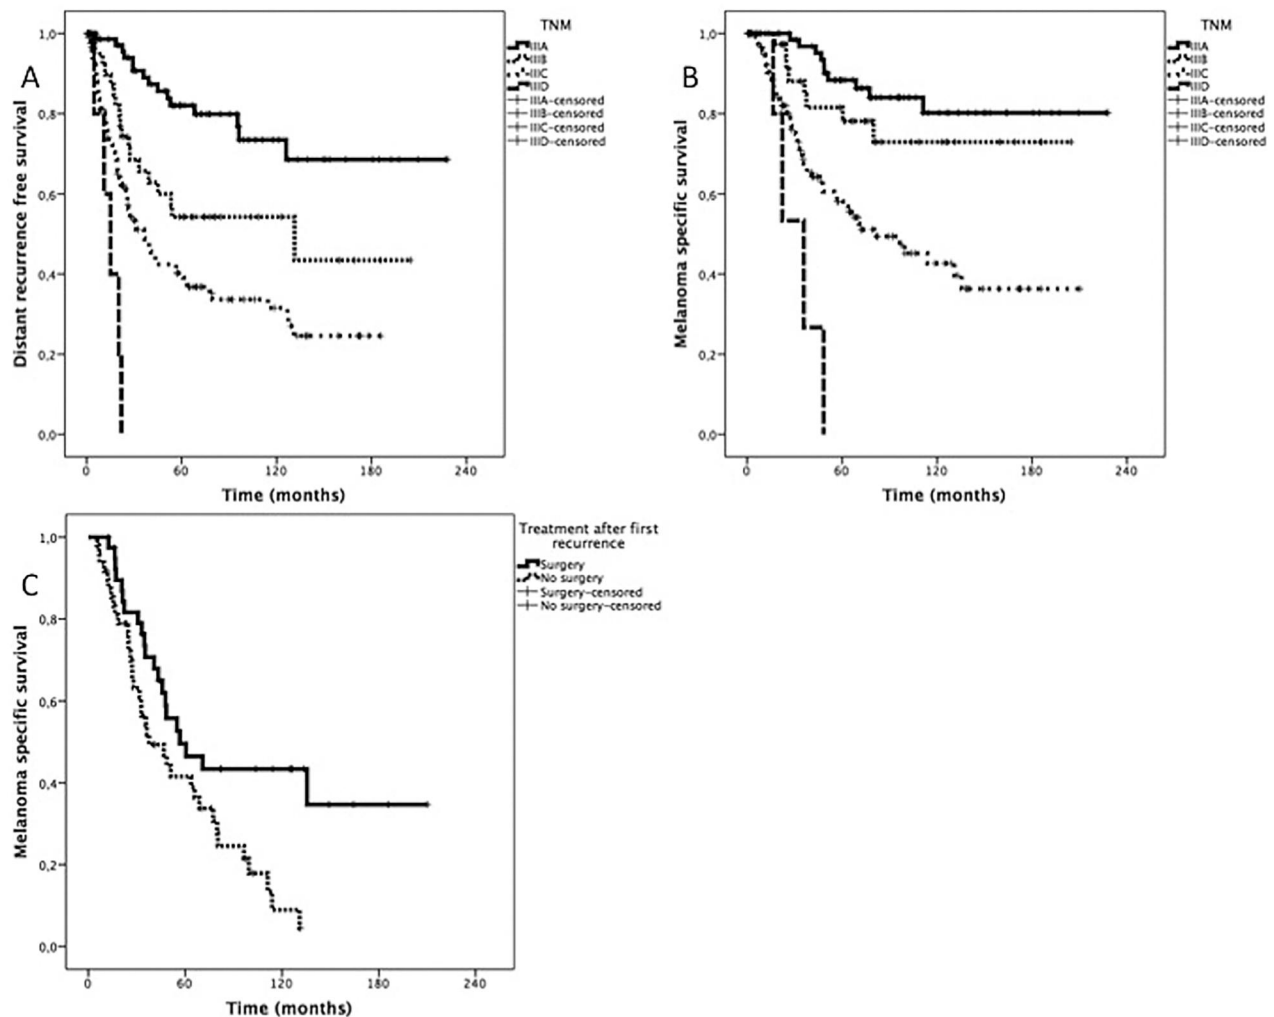 A
TNM
IIIA
IIIB
IIIC
IIID
IIIA-censored
IIIB-censored
IIIC-censored
IIID-censored
Distant recurrence free survival
1,0
0,8
0,6
0,4
0,2
0,0
0
60
120
180
240
Time (months)
B
TNM
IIIA
IIIB
IIIC
IIID
IIIA-censored
IIIB-censored
IIIC-censored
IIID-censored
Melanoma specific survival
1,0
0,8
0,6
0,4
0,2
0,0
0
60
120
180
240
Time (months)
C
Treatment after first
recurrence
Surgery
No surgery
Surgery-censored
No surgery-censored
Melanoma specific survival
1,0
0,8
0,6
0,4
0,2
0,0
0
60
120
180
240
Time (months)